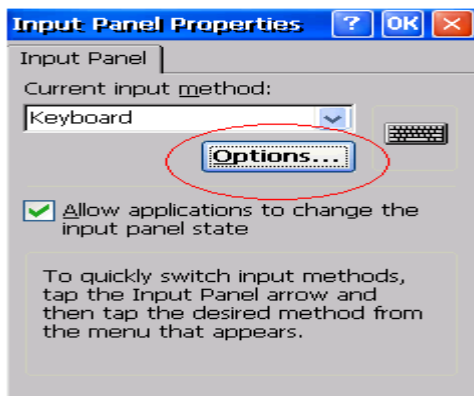 Input Panel Properties ? OK ×
Input Panel
Current input method:
Keyboard
Options...
Allow applications to change the
input panel state
To quickly switch input methods,
tap the Input Panel arrow and
then tap the desired method from
the menu that appears.